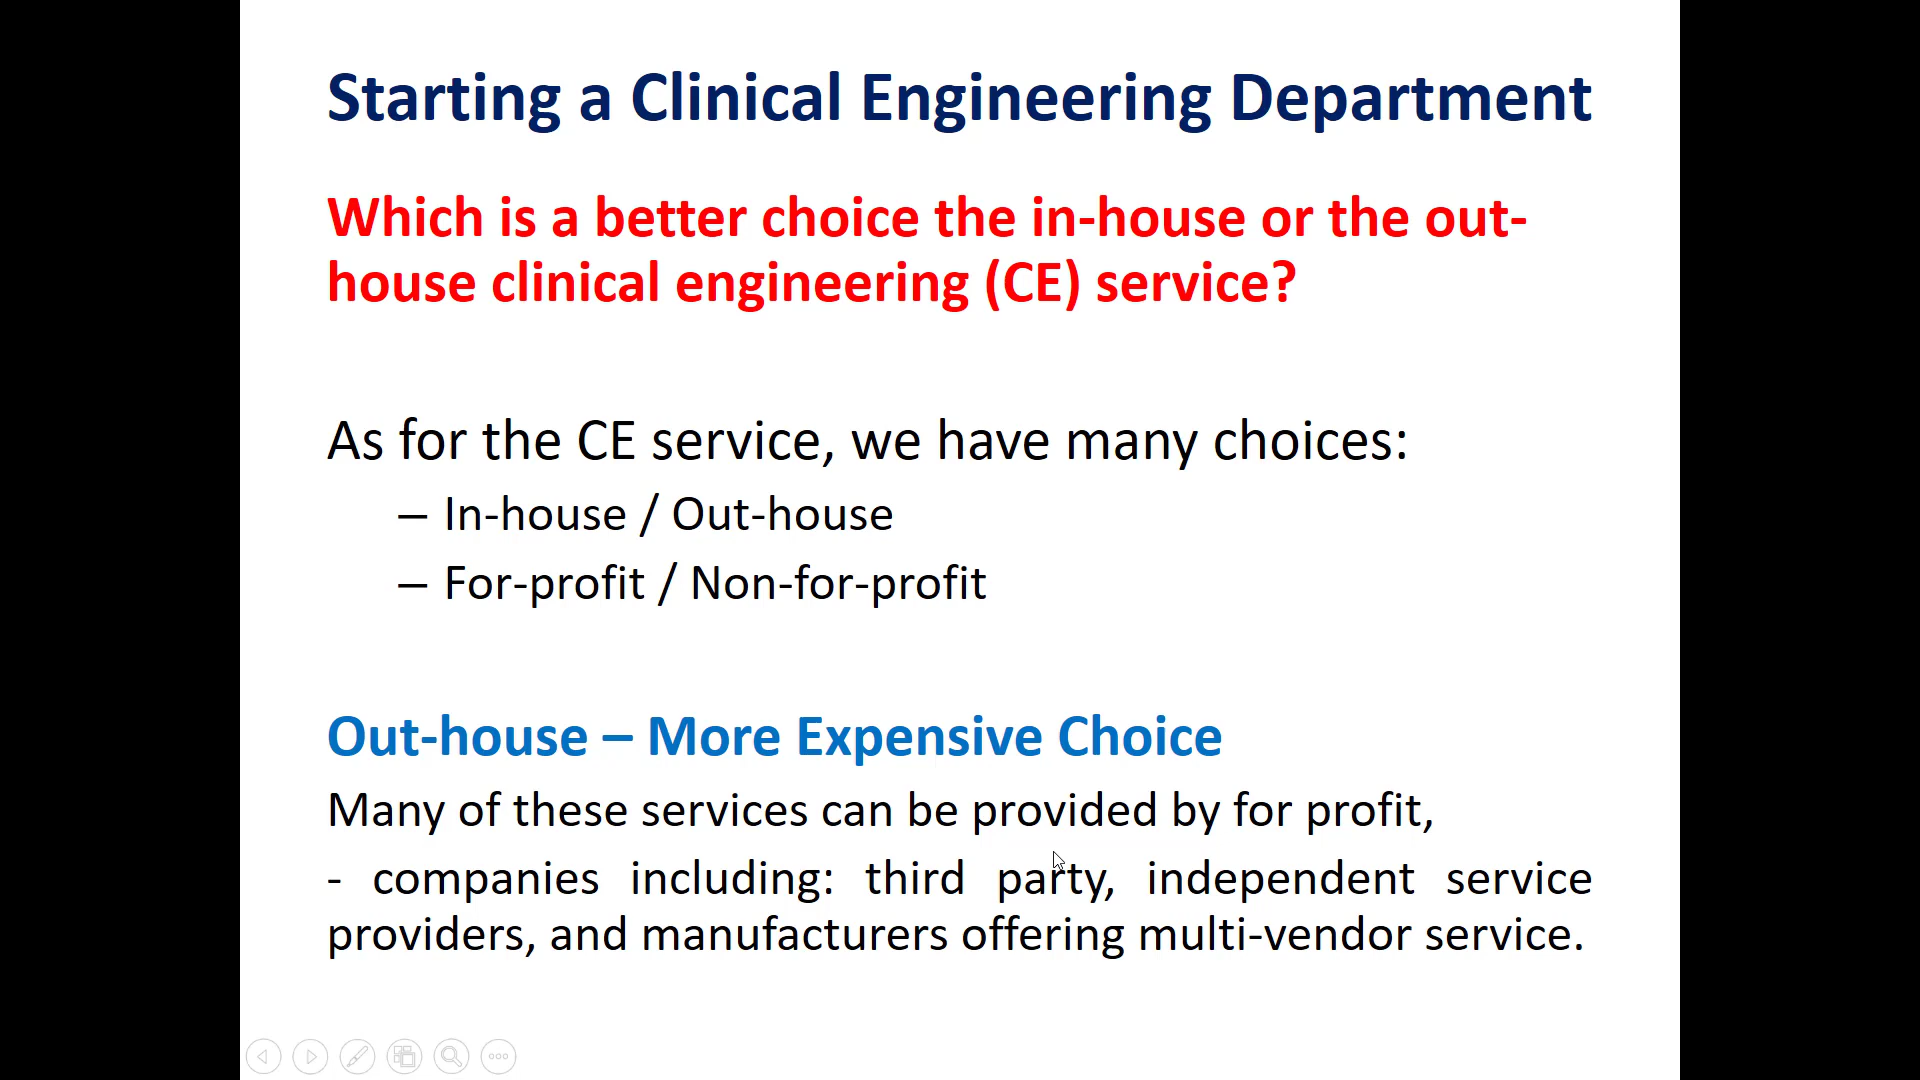 Starting a Clinical Engineering Department
Which is a better choice the in-house or the out-
house clinical engineering (CE) service?
As for the CE service, we have many choices:
– In-house / Out-house
– For-profit / Non-for-profit
Out-house – More Expensive Choice
Many of these services can be provided by for profit,
- companies including: third party, independent service
providers, and manufacturers offering multi-vendor service.